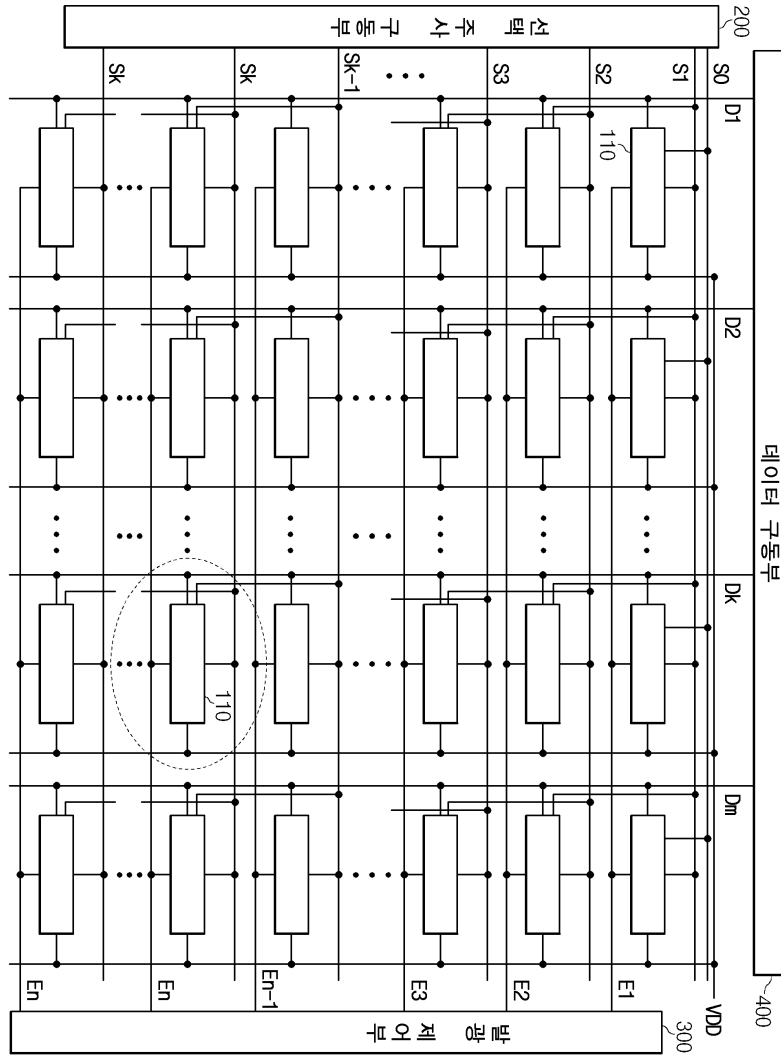 데이터 구동부
400
200
D1 D2 Dk Dm
S0
VDD
S1
300
E1
110
S2
E2
S3
E3
선택 주사 구동부
발광 제어부
Sk-1
En-1
Sk
110
En
Sk
En